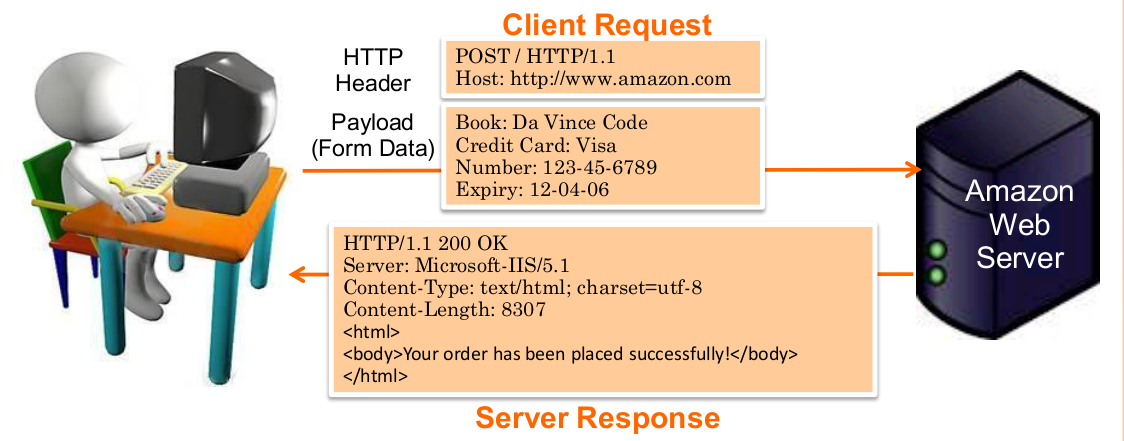 Client Request
HTTP
Header
POST / HTTP/1.1
Host: http://www.amazon.com
Payload
(Form Data)
Book: Da Vince Code
Credit Card: Visa
Number: 123-45-6789
Expiry: 12-04-06
Amazon
Web
Server
HTTP/1.1 200 OK
Server: Microsoft-IIS/5.1
Content-Type: text/html; charset=utf-8
Content-Length: 8307
<html>
<body>Your order has been placed successfully!</body>
</html>
Server Response